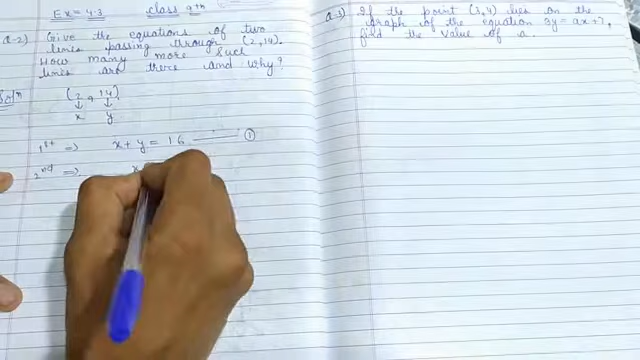 Ex = 4.3 class 9th
Q-2) Give the equations of two
lines passing through (2,14).
How many more such
lines are there and why?
Solⁿ (2, 14)
↓ ↓
x y
1st ⇒ x + y = 16 ——— ①
2nd ⇒ x
Q-3) If the point (3,4) lies on the
graph of the equation 3y = ax+7,
find the value of a.